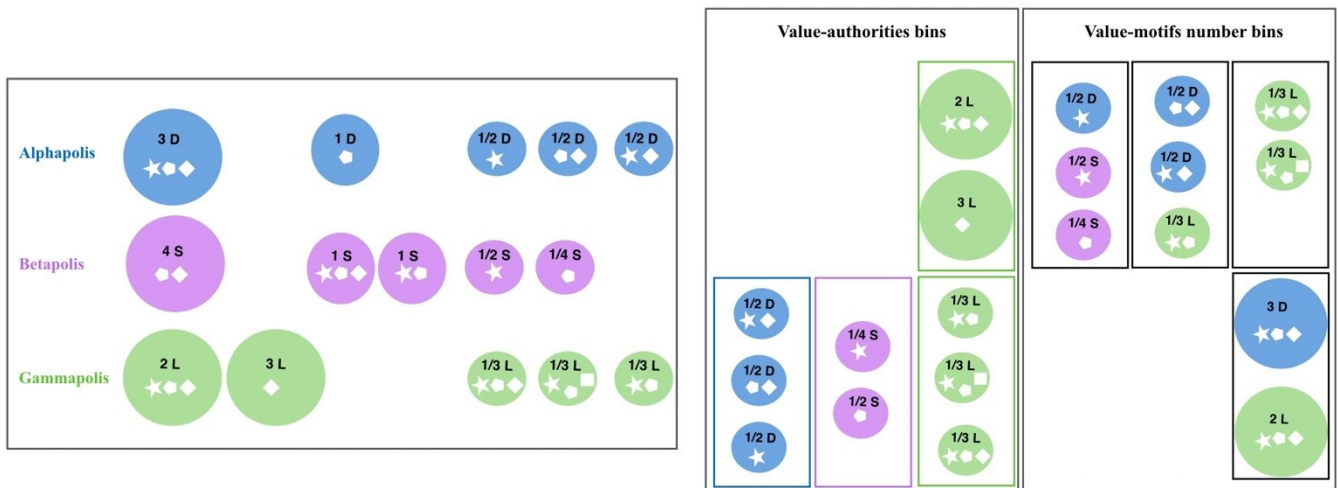 Alphapolis
3 D
1 D
1/2 D
1/2 D
1/2 D
Betapolis
4 S
1 S
1 S
1/2 S
1/4 S
Gammapolis
2 L
3 L
1/3 L
1/3 L
1/3 L
Value-authorities bins
2 L
3 L
1/2 D
1/2 D
1/2 D
1/4 S
1/2 S
1/3 L
1/3 L
1/3 L
Value-motifs number bins
1/2 D
1/2 S
1/4 S
1/2 D
1/2 D
1/3 L
1/3 L
1/3 L
3 D
2 L